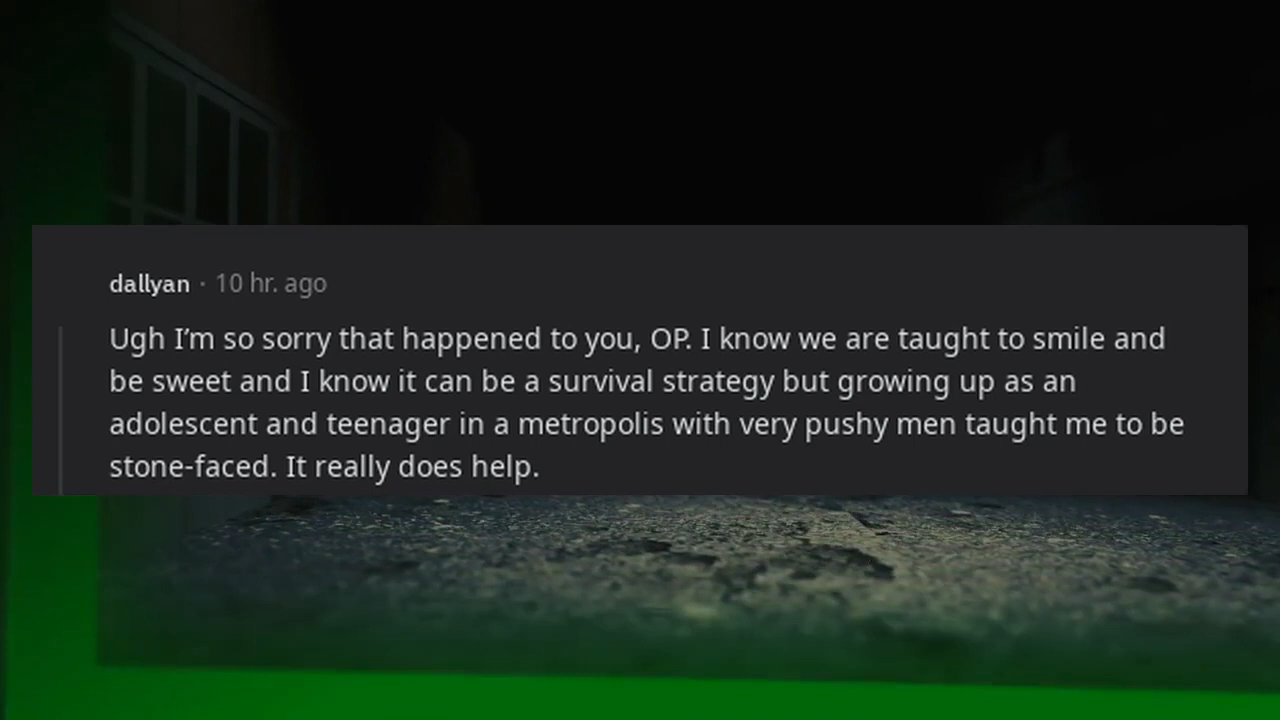 dallyan · 10 hr. ago
Ugh I’m so sorry that happened to you, OP. I know we are taught to smile and
be sweet and I know it can be a survival strategy but growing up as an
adolescent and teenager in a metropolis with very pushy men taught me to be
stone-faced. It really does help.